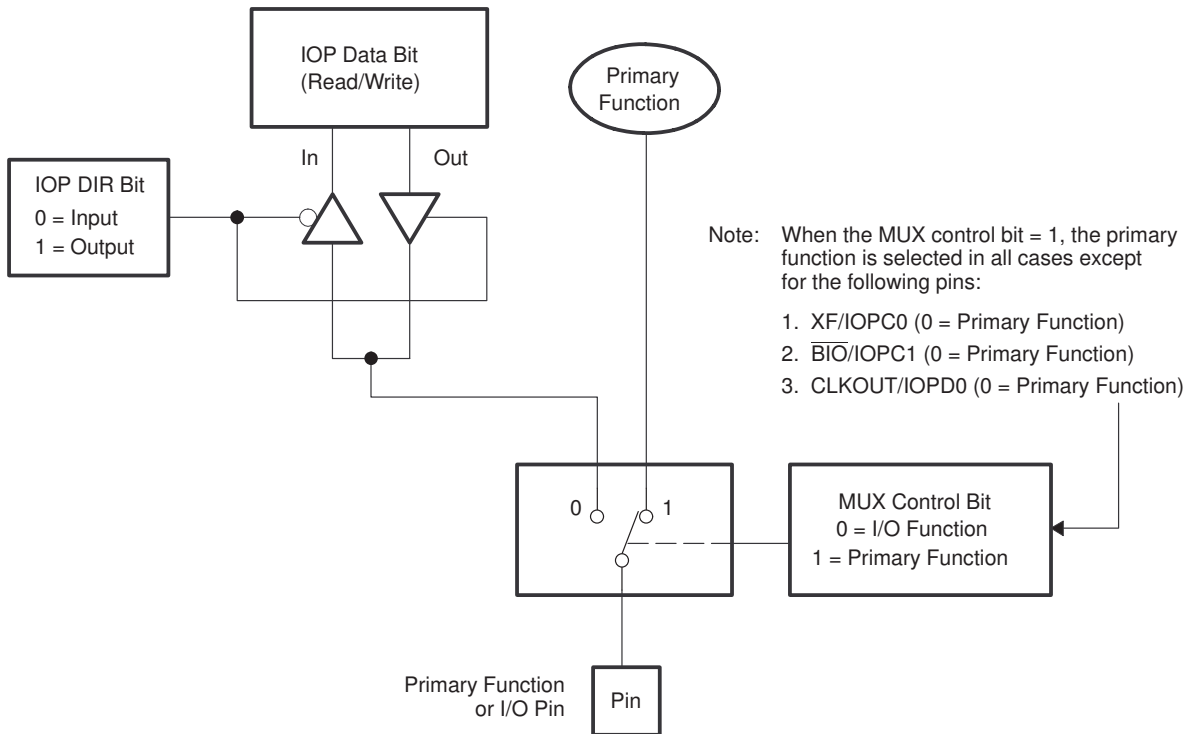 IOP Data Bit
(Read/Write)
Primary
Function
In
Out
IOP DIR Bit
0 = Input
1 = Output
Note: When the MUX control bit = 1, the primary
function is selected in all cases except
for the following pins:
1. XF/IOPC0 (0 = Primary Function)
2. B̅I̅O̅/IOPC1 (0 = Primary Function)
3. CLKOUT/IOPD0 (0 = Primary Function)
0
1
MUX Control Bit
0 = I/O Function
1 = Primary Function
Primary Function
or I/O Pin
Pin